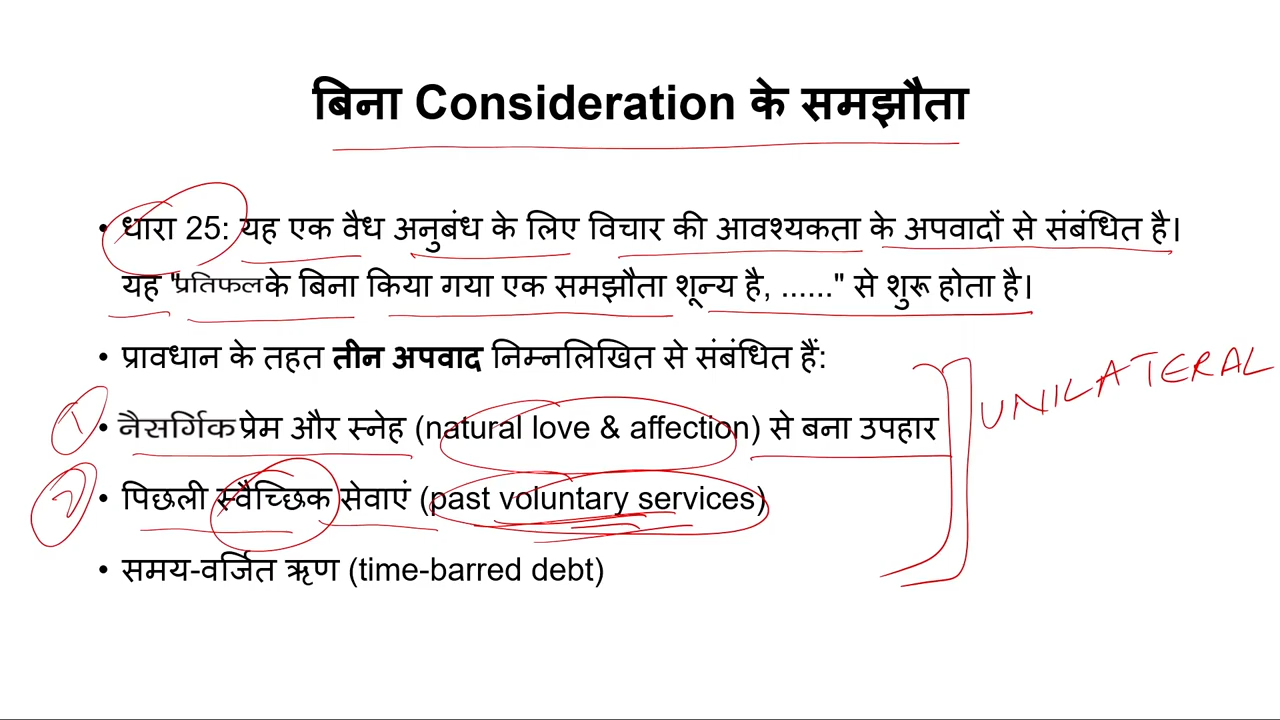 बिना Consideration के समझौता
• धारा 25: यह एक वैध अनुबंध के लिए विचार की आवश्यकता के अपवादों से संबंधित है।
यह "प्रतिफल के बिना किया गया एक समझौता शून्य है, ......" से शुरू होता है।
• प्रावधान के तहत तीन अपवाद निम्नलिखित से संबंधित हैं:
UNILATERAL
1 • नैसर्गिक प्रेम और स्नेह (natural love & affection) से बना उपहार
2 • पिछली स्वैच्छिक सेवाएं (past voluntary services)
• समय-वर्जित ऋण (time-barred debt)